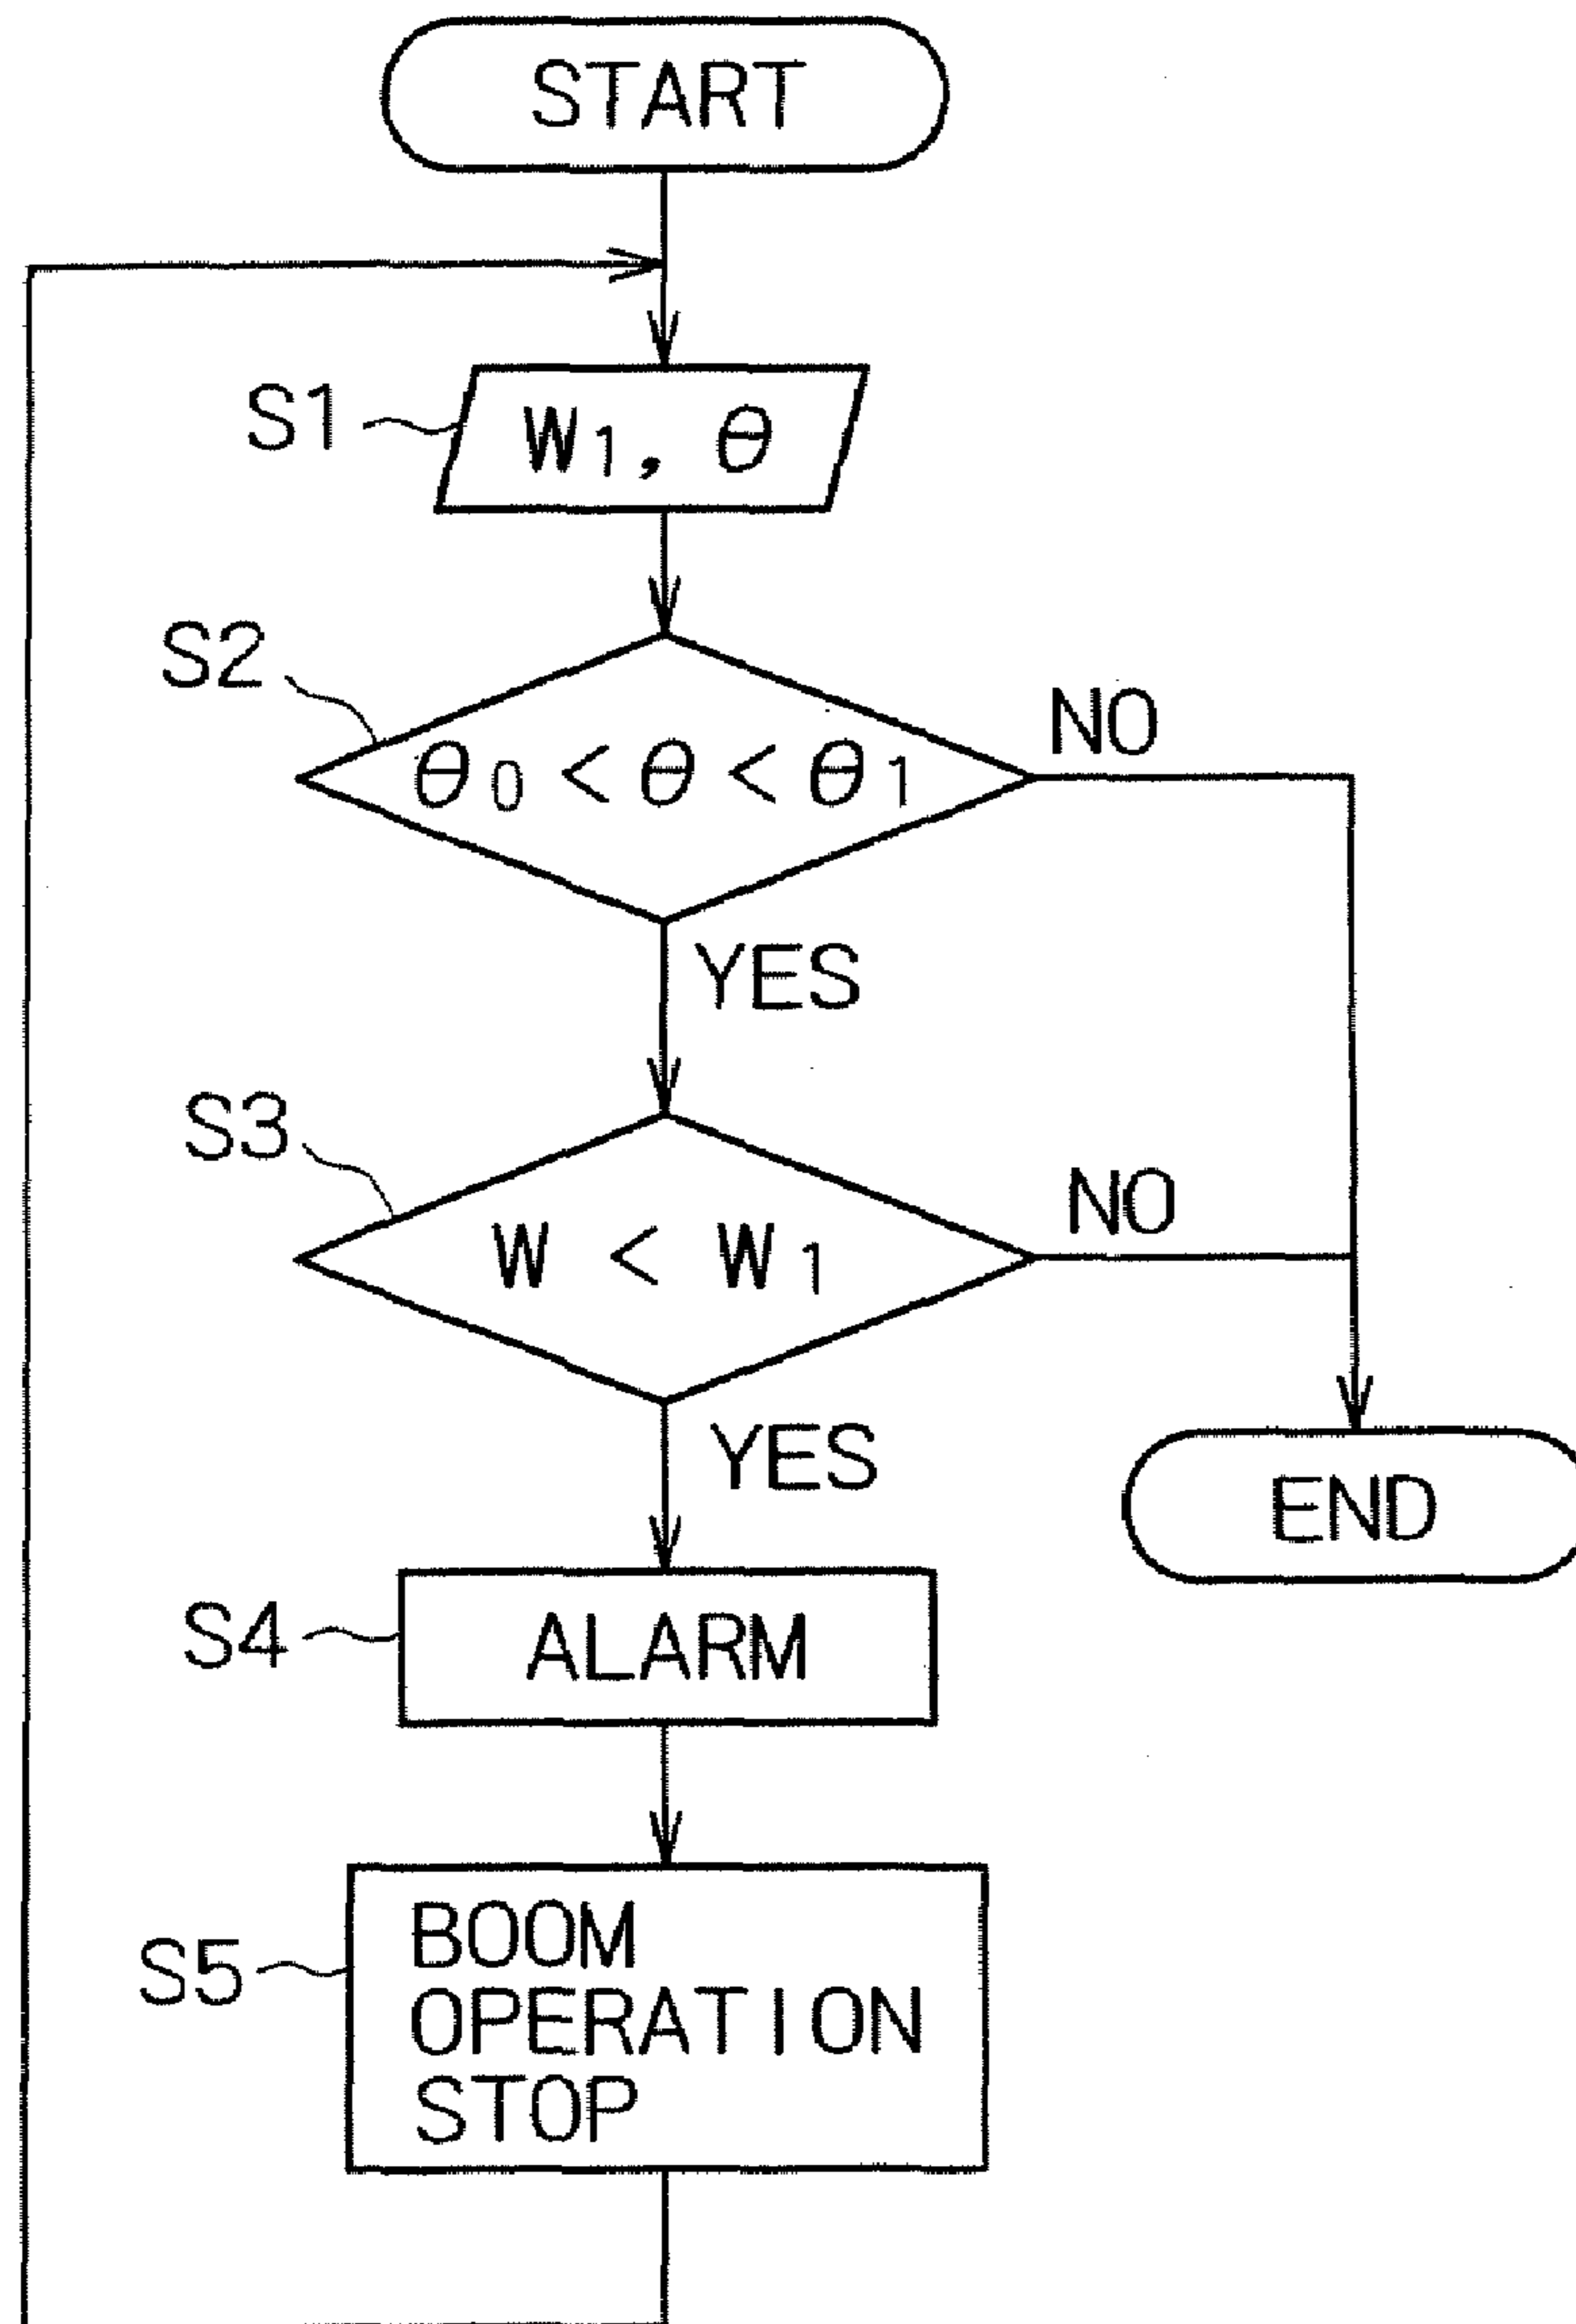 START
S1
W₁, θ
S2
θ₀ < θ < θ₁
NO
YES
S3
W < W₁
NO
YES
END
S4
ALARM
S5
BOOM
OPERATION
STOP